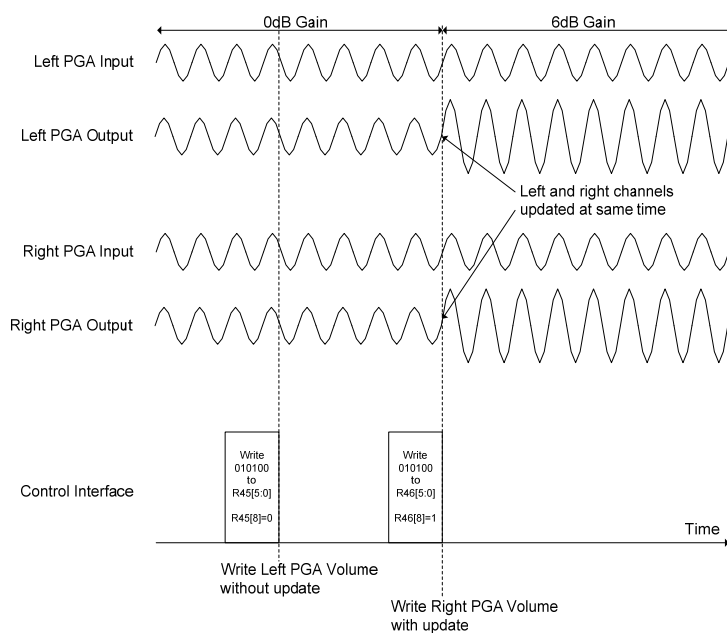 0dB Gain
6dB Gain
Left PGA Input
Left PGA Output
Left and right channels
updated at same time
Right PGA Input
Right PGA Output
Control Interface
Write
010100
to
R45[5:0]
R45[8]=0
Write
010100
to
R46[5:0]
R46[8]=1
Time
Write Left PGA Volume
without update
Write Right PGA Volume
with update